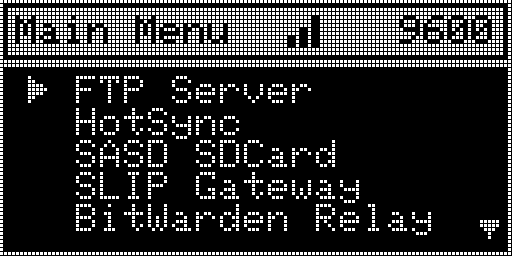 Main Menu 9600
FTP Server
HotSync
SASD SDCard
SLIP Gateway
BitWarden Relay